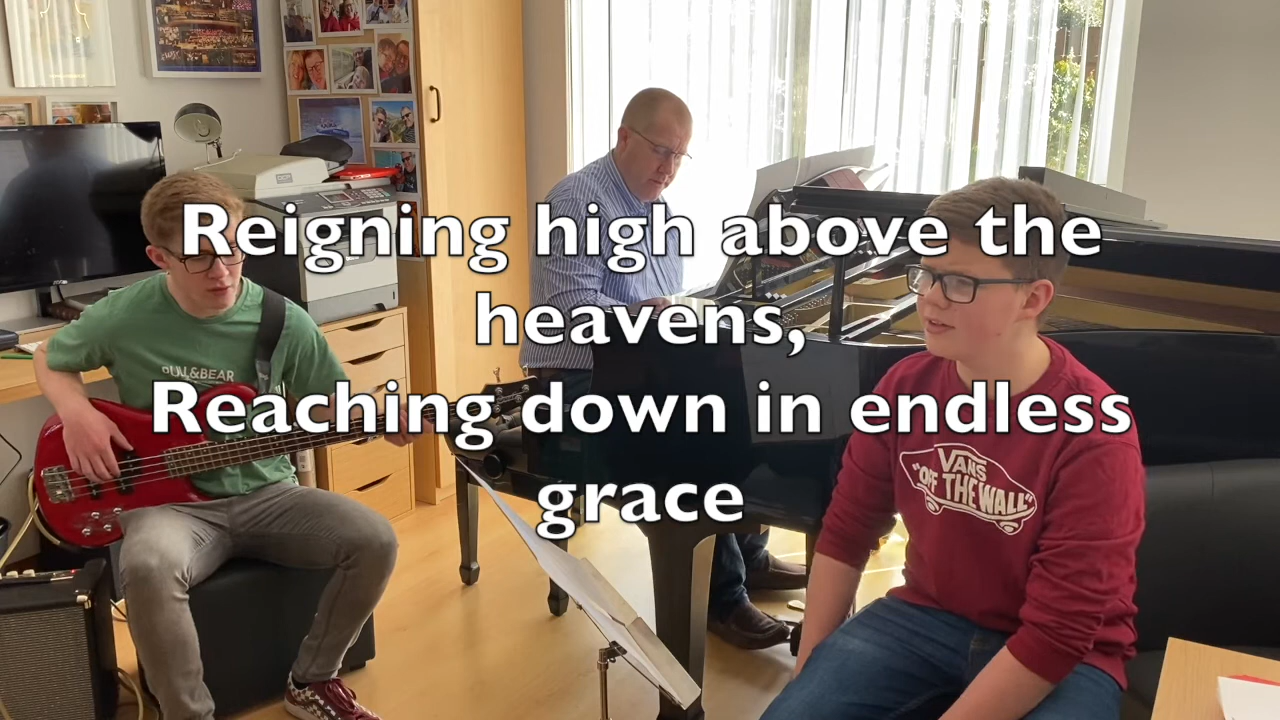 Reigning high above the
heavens,
Reaching down in endless
grace
PULL&BEAR
VANS
"OFF THE WALL"